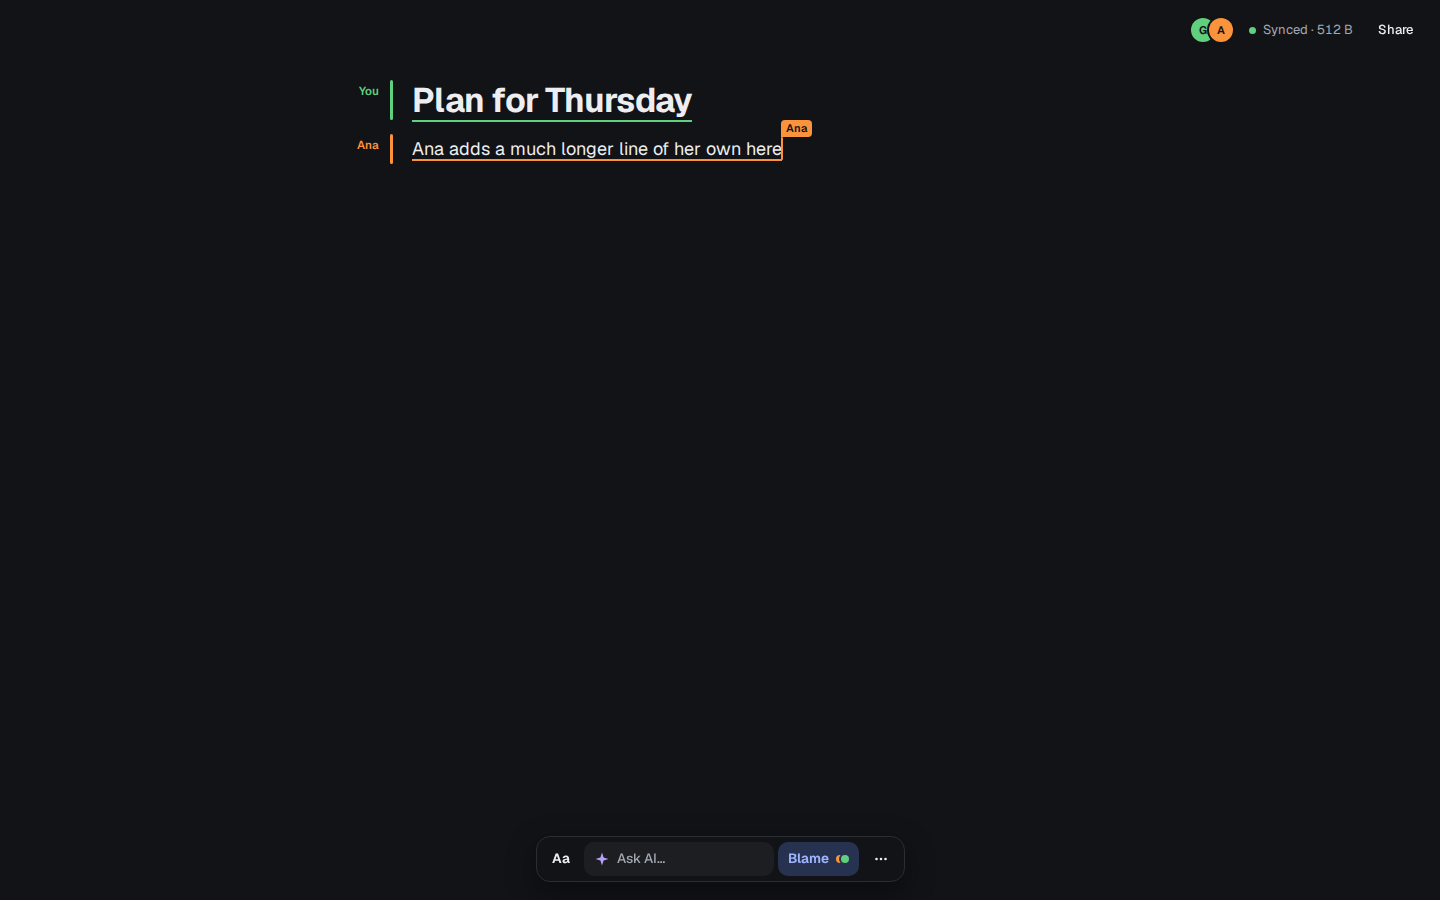 G A Synced · 512 B Share
You Plan for Thursday
Ana
Ana Ana adds a much longer line of her own here
Aa Ask AI... Blame ...